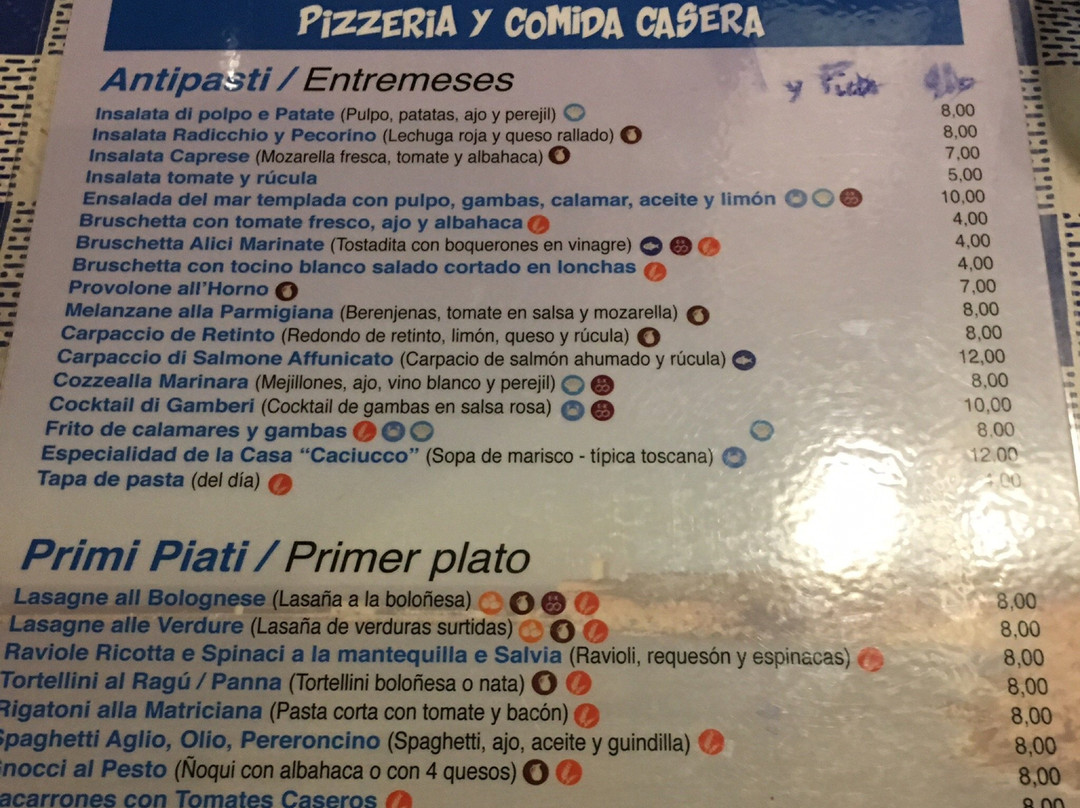 PIZZERIA Y COMIDA CASERA
Antipasti / Entremeses
Insalata di polpo e Patate (Pulpo, patatas, ajo y perejil) 8,00
Insalata Radicchio y Pecorino (Lechuga roja y queso rallado) 8,00
Insalata Caprese (Mozarella fresca, tomate y albahaca) 7,00
Insalata tomate y rúcula 5,00
Ensalada del mar templada con pulpo, gambas, calamar, aceite y limón 10,00
Bruschetta con tomate fresco, ajo y albahaca 4,00
Bruschetta Alici Marinate (Tostadita con boquerones en vinagre) 4,00
Bruschetta con tocino blanco salado cortado en lonchas 4,00
Provolone all'Horno 7,00
Melanzane alla Parmigiana (Berenjenas, tomate en salsa y mozarella) 8,00
Carpaccio de Retinto (Redondo de retinto, limón, queso y rúcula) 8,00
Carpaccio di Salmone Affunicato (Carpacio de salmón ahumado y rúcula) 12,00
Cozzealla Marinara (Mejillones, ajo, vino blanco y perejil) 8,00
Cocktail di Gamberi (Cocktail de gambas en salsa rosa) 10,00
Frito de calamares y gambas 8,00
Especialidad de la Casa "Caciucco" (Sopa de marisco - típica toscana) 12,00
Tapa de pasta (del día)
Primi Piati / Primer plato
Lasagne all Bolognese (Lasaña a la boloñesa) 8,00
Lasagne alle Verdure (Lasaña de verduras surtidas) 8,00
Raviole Ricotta e Spinaci a la mantequilla e Salvia (Ravioli, requesón y espinacas) 8,00
Tortellini al Ragú / Panna (Tortellini boloñesa o nata) 8,00
Rigatoni alla Matriciana (Pasta corta con tomate y bacón) 8,00
Spaghetti Aglio, Olio, Pereroncino (Spaghetti, ajo, aceite y guindilla) 8,00
nocci al Pesto (Ñoqui con albahaca o con 4 quesos) 8,00
acarrones con Tomates Caseros 8,00